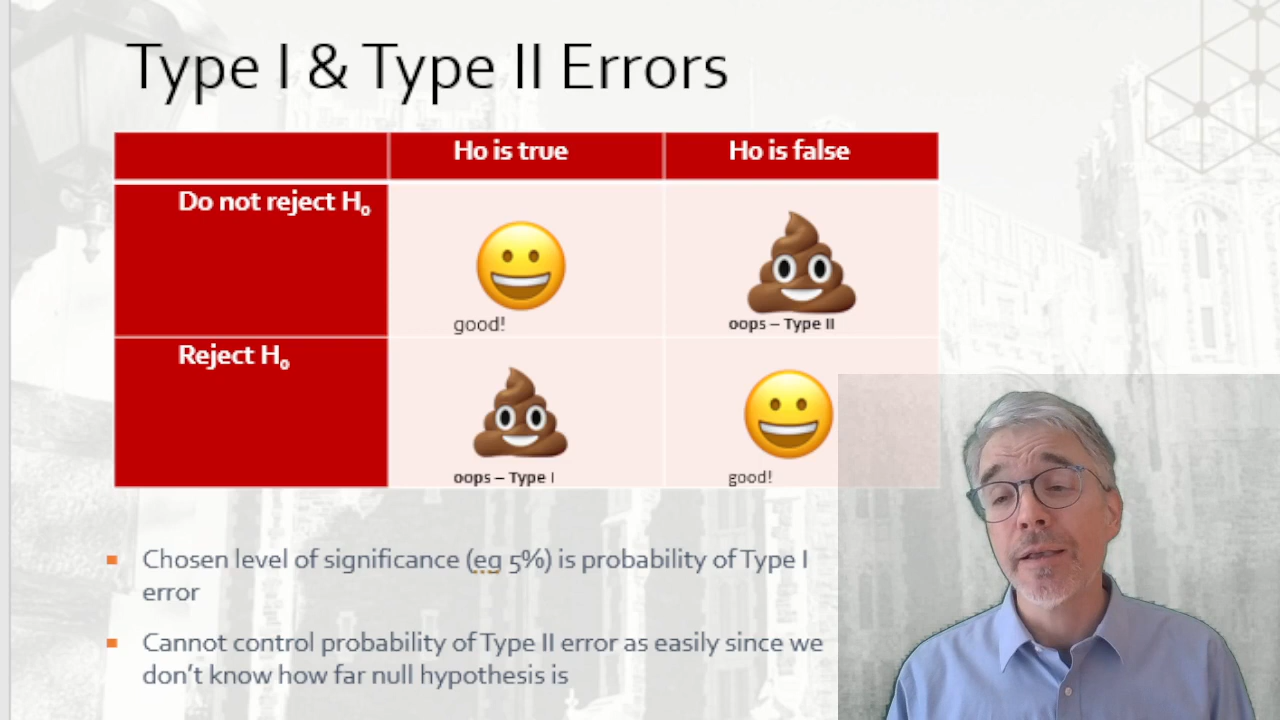 Type I & Type II Errors
Ho is true
Ho is false
Do not reject H₀
good!
oops – Type II
Reject H₀
oops – Type I
good!
Chosen level of significance (eg 5%) is probability of Type I
error
Cannot control probability of Type II error as easily since we
don't know how far null hypothesis is